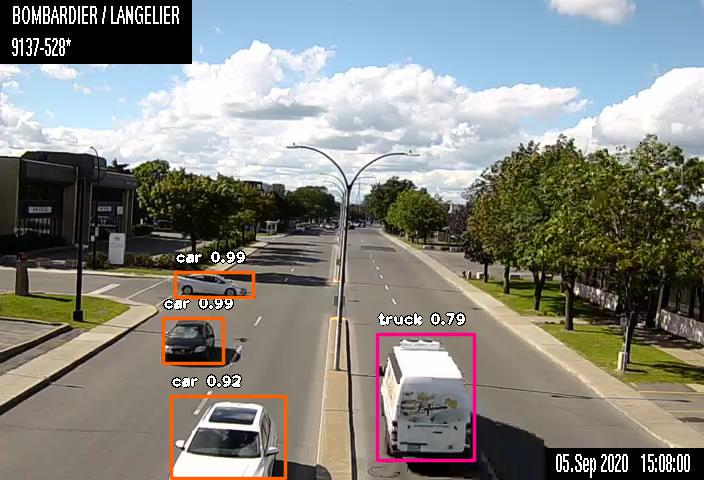 BOMBARDIER / LANGELIER
9137-528*
car 0.99
car 0.99
truck 0.79
car 0.92
05.Sep 2020 15:08:00